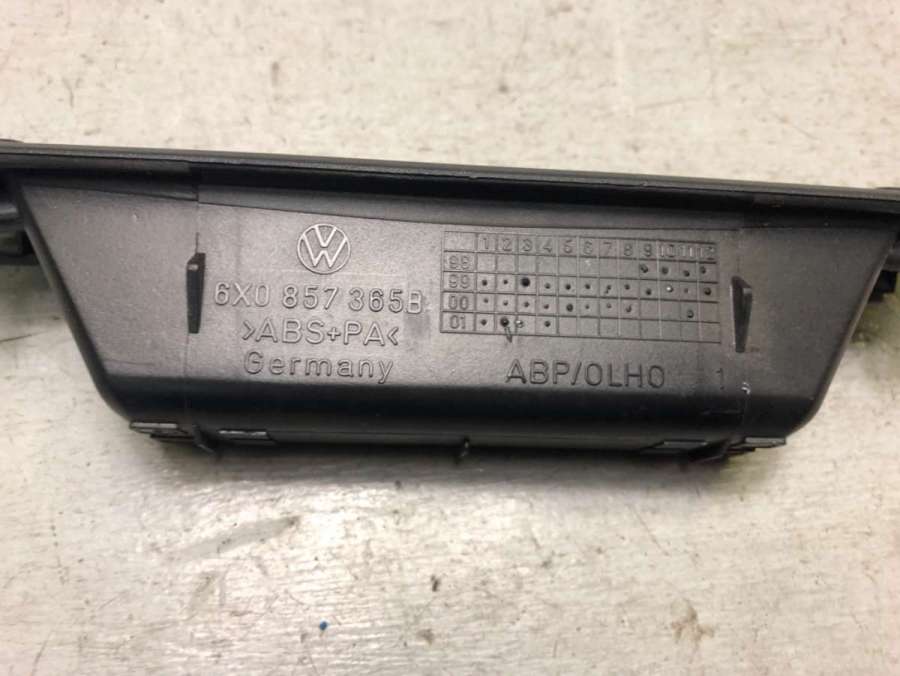 VW
6X0 857 365B
>ABS+PA<
Germany
1 2 3 4 5 6 7 8 9 10 11 12
98
99
00
01
ABP/OLHO 1